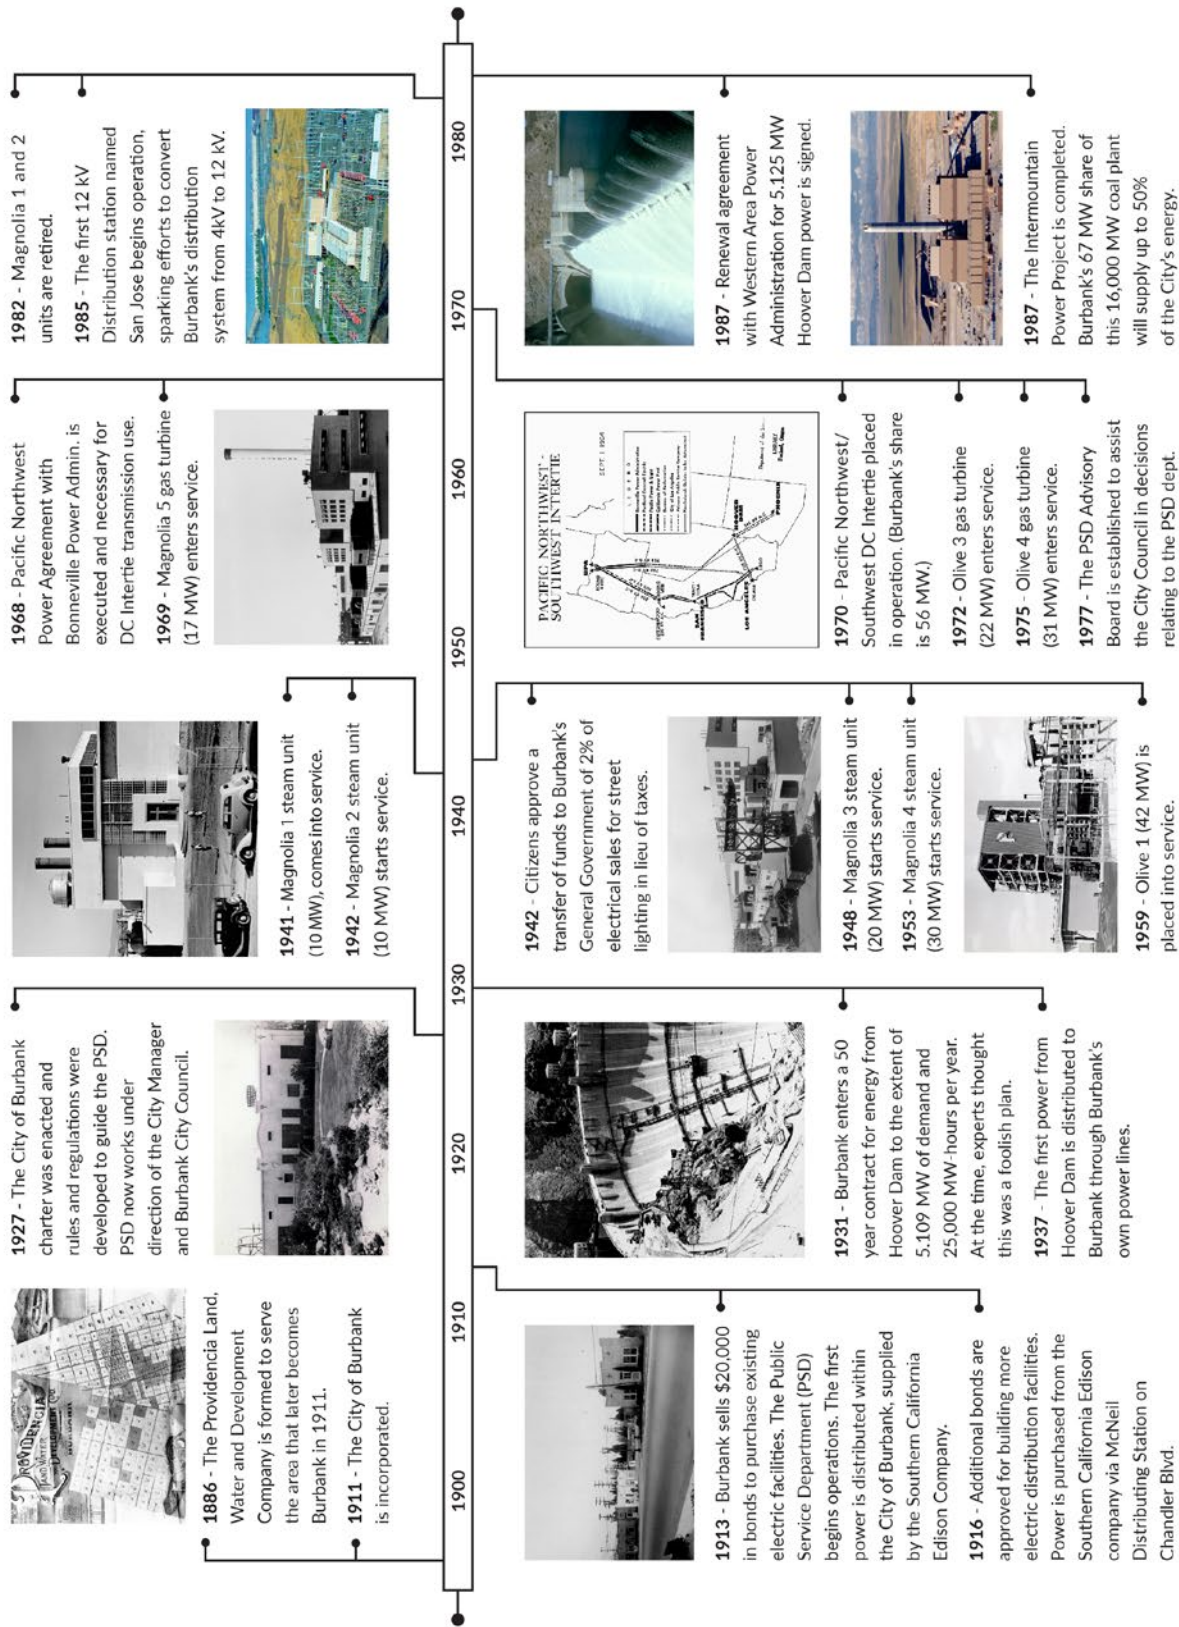 1886 - The Providencia Land,
Water and Development
Company is formed to serve
the area that later becomes
Burbank in 1911.
1911 - The City of Burbank
is incorporated.
1927 - The City of Burbank
charter was enacted and
rules and regulations were
developed to guide the PSD.
PSD now works under
direction of the City Manager
and Burbank City Council.
1941 - Magnolia 1 steam unit
(10 MW), comes into service.
1942 - Magnolia 2 steam unit
(10 MW) starts service.
1968 - Pacific Northwest
Power Agreement with
Bonneville Power Admin. is
executed and necessary for
DC Intertie transmission use.
1969 - Magnolia 5 gas turbine
(17 MW) enters service.
1982 - Magnolia 1 and 2
units are retired.
1985 - The first 12 kV
Distribution station named
San Jose begins operation,
sparking efforts to convert
Burbank's distribution
system from 4kV to 12 kV.
1900
1910
1920
1930
1940
1950
1960
1970
1980
1913 - Burbank sells $20,000
in bonds to purchase existing
electric facilities. The Public
Service Department (PSD)
begins operations. The first
power is distributed within
the City of Burbank, supplied
by the Southern California
Edison Company.
1916 - Additional bonds are
approved for building more
electric distribution facilities.
Power is purchased from the
Southern California Edison
company via McNeil
Distributing Station on
Chandler Blvd.
1931 - Burbank enters a 50
year contract for energy from
Hoover Dam to the extent of
5.109 MW of demand and
25,000 MW-hours per year.
At the time, experts thought
this was a foolish plan.
1937 - The first power from
Hoover Dam is distributed to
Burbank through Burbank's
own power lines.
1942 - Citizens approve a
transfer of funds to Burbank's
General Government of 2% of
electrical sales for street
lighting in lieu of taxes.
1948 - Magnolia 3 steam unit
(20 MW) starts service.
1953 - Magnolia 4 steam unit
(30 MW) starts service.
1959 - Olive 1 (42 MW) is
placed into service.
PACIFIC NORTHWEST -
SOUTHWEST INTERTIE
SEPT. 1 1964
LEGEND
SAN FRANCISCO
LOS ANGELES
HOOVER DAM
PHOENIX
1970 - Pacific Northwest/
Southwest DC Intertie placed
in operation. (Burbank's share
is 56 MW.)
1972 - Olive 3 gas turbine
(22 MW) enters service.
1975 - Olive 4 gas turbine
(31 MW) enters service.
1977 - The PSD Advisory
Board is established to assist
the City Council in decisions
relating to the PSD dept.
1987 - Renewal agreement
with Western Area Power
Administration for 5.125 MW
Hoover Dam power is signed.
1987 - The Intermountain
Power Project is completed.
Burbank's 67 MW share of
this 16,000 MW coal plant
will supply up to 50%
of the City's energy.